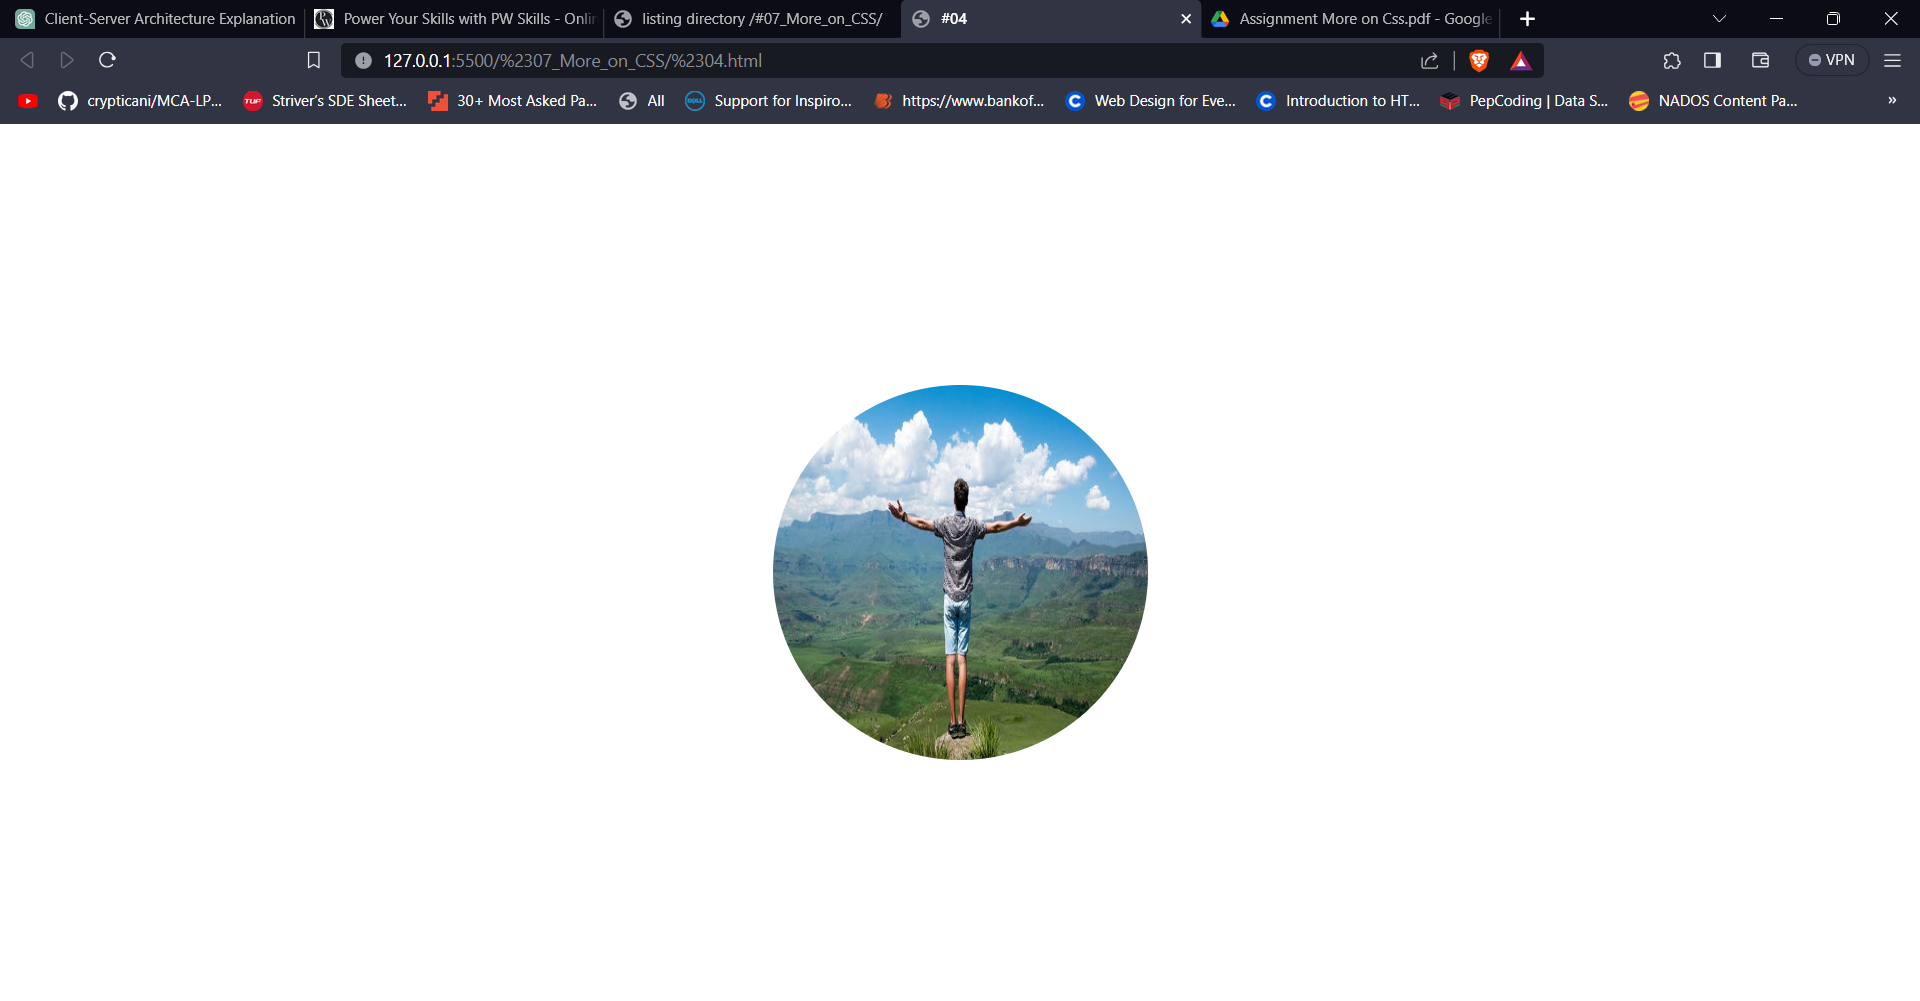 Client-Server Architecture Explanation
Power Your Skills with PW Skills - Onlin
listing directory /#07_More_on_CSS/
#04
Assignment More on Css.pdf - Google
127.0.0.1:5500/%2307_More_on_CSS/%2304.html
VPN
crypticani/MCA-LP...
TUF
Striver's SDE Sheet...
30+ Most Asked Pa...
All
DELL
Support for Inspiro...
https://www.bankof...
Web Design for Eve...
Introduction to HT...
PepCoding | Data S...
NADOS Content Pa...
»